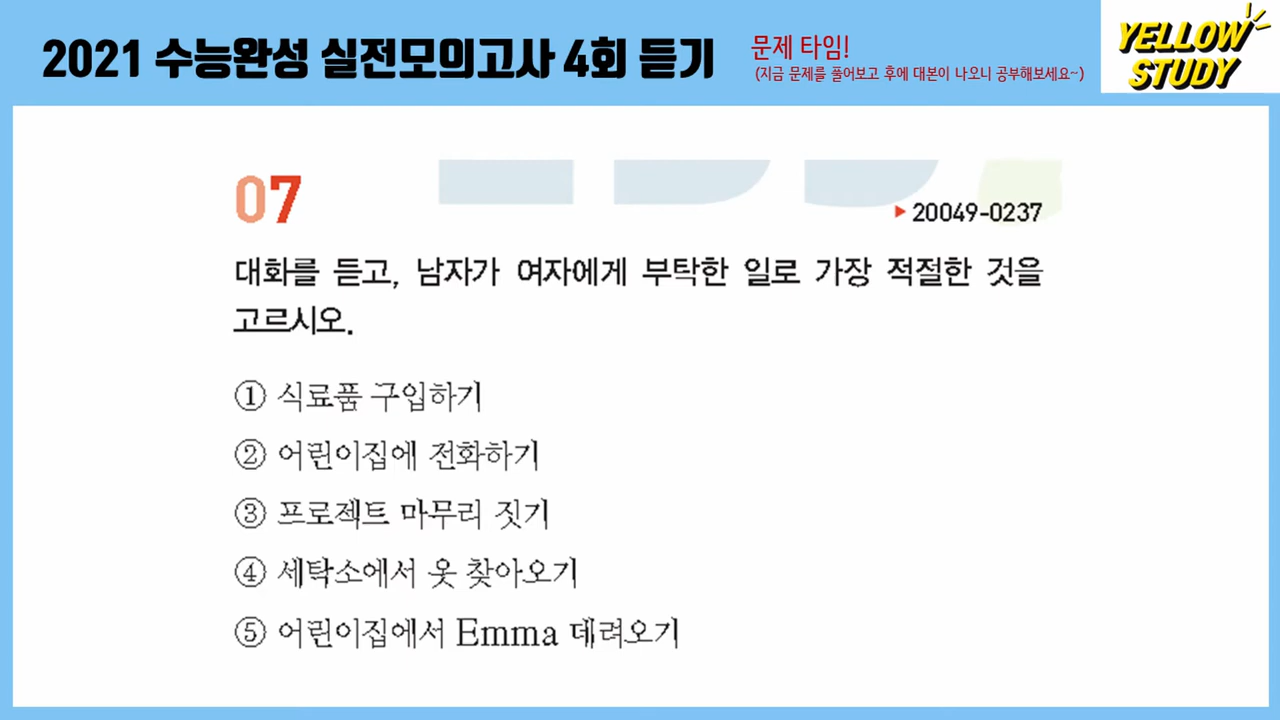 2021 수능완성 실전모의고사 4회 듣기
문제 타임!
(지금 문제를 풀어보고 후에 대본이 나오니 공부해보세요~)
YELLOW
STUDY
07
▶ 20049-0237
대화를 듣고, 남자가 여자에게 부탁한 일로 가장 적절한 것을
고르시오.
① 식료품 구입하기
② 어린이집에 전화하기
③ 프로젝트 마무리 짓기
④ 세탁소에서 옷 찾아오기
⑤ 어린이집에서 Emma 데려오기